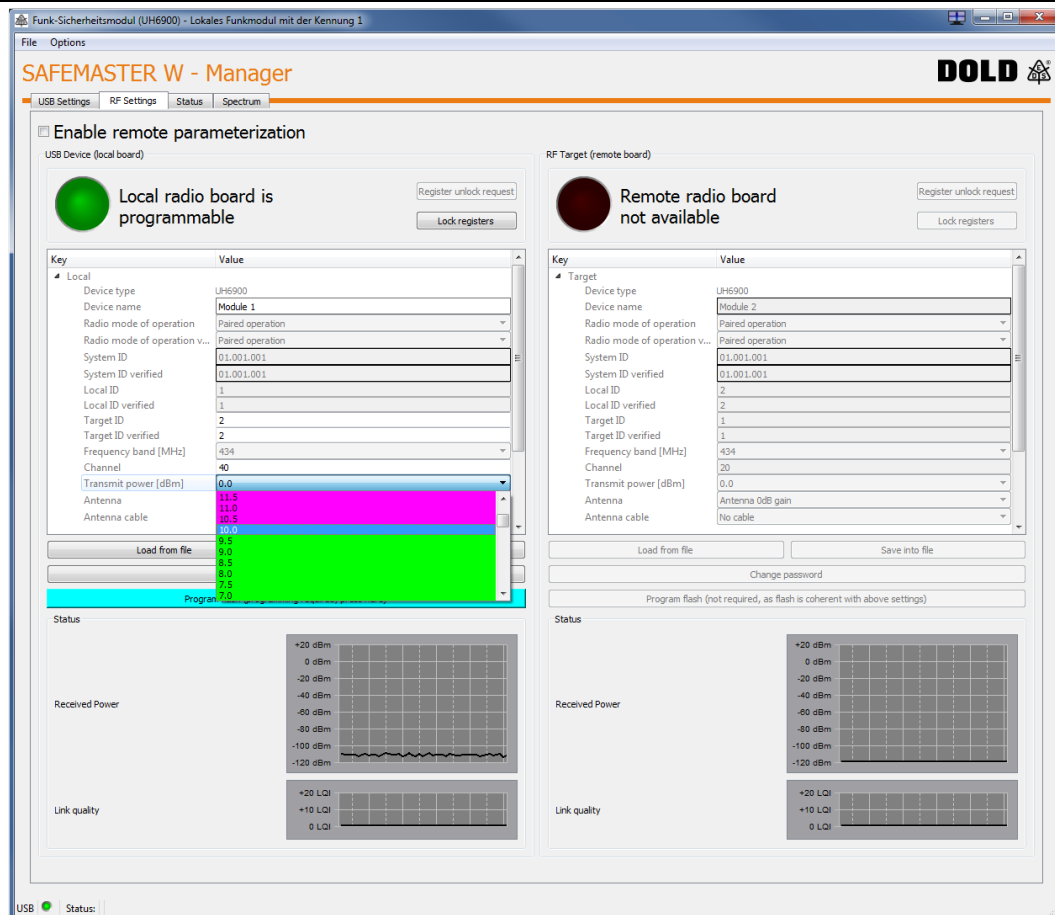 Funk-Sicherheitsmodul (UH6900) - Lokales Funkmodul mit der Kennung 1
File Options
SAFEMASTER W - Manager
DOLD
USB Settings RF Settings Status Spectrum
Enable remote parameterization
USB Device (local board)
Local radio board is
programmable
Register unlock request
Lock registers
Key Value
Local
Device type UH6900
Device name Module 1
Radio mode of operation Paired operation
Radio mode of operation v... Paired operation
System ID 01.001.001
System ID verified 01.001.001
Local ID 1
Local ID verified 1
Target ID 2
Target ID verified 2
Frequency band [MHz] 434
Channel 40
Transmit power [dBm] 0.0
Antenna
Antenna cable
11.5
11.0
10.5
10.0
9.5
9.0
8.5
8.0
7.5
7.0
Load from file
Status
Received Power
+20 dBm
0 dBm
-20 dBm
-40 dBm
-60 dBm
-80 dBm
-100 dBm
-120 dBm
Link quality
+20 LQI
+10 LQI
0 LQI
RF Target (remote board)
Remote radio board
not available
Register unlock request
Lock registers
Key Value
Target
Device type UH6900
Device name Module 2
Radio mode of operation Paired operation
Radio mode of operation v... Paired operation
System ID 01.001.001
System ID verified 01.001.001
Local ID 2
Local ID verified 2
Target ID 1
Target ID verified 1
Frequency band [MHz] 434
Channel 20
Transmit power [dBm] 0.0
Antenna Antenna 0dB gain
Antenna cable No cable
Load from file Save into file
Change password
Program flash (not required, as flash is coherent with above settings)
Status
Received Power
+20 dBm
0 dBm
-20 dBm
-40 dBm
-60 dBm
-80 dBm
-100 dBm
-120 dBm
Link quality
+20 LQI
+10 LQI
0 LQI
USB Status: